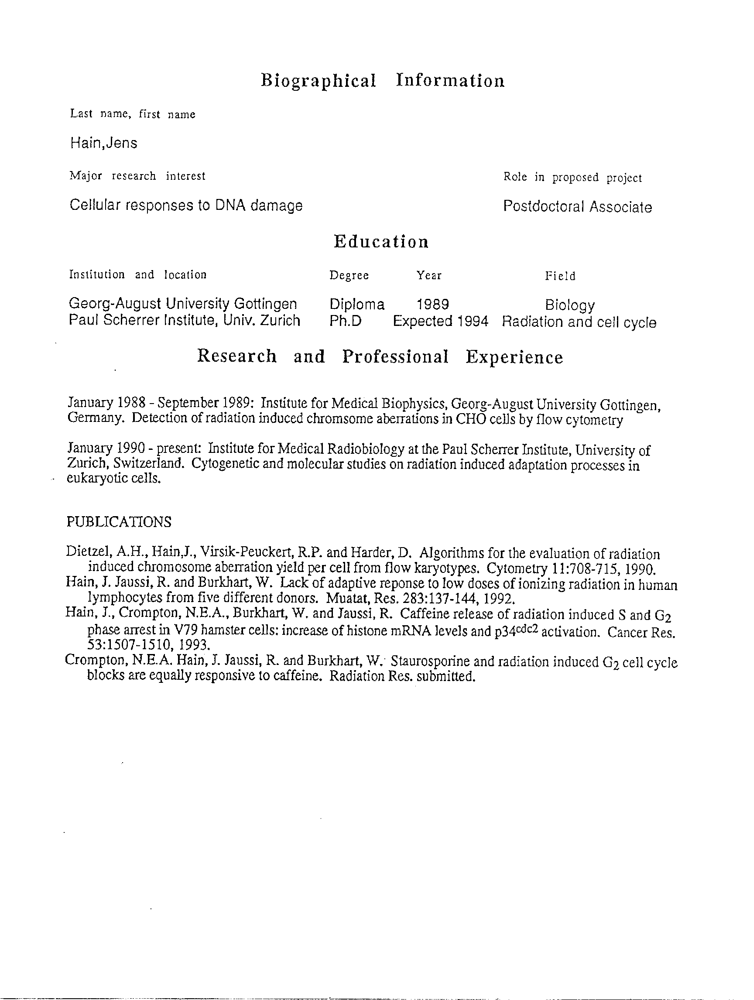 Biographical Information
Last name, first name
Hain,Jens
Major research interest Role in proposed project
Cellular responses to DNA damage Postdoctoral Associate
Education
Institution and location Degree Year Field
Georg-August University Gottingen Diploma 1989 Biology
Paul Scherrer Institute, Univ. Zurich Ph.D Expected 1994 Radiation and cell cycle
Research and Professional Experience
January 1988 - September 1989: Institute for Medical Biophysics, Georg-August University Gottingen,
Germany. Detection of radiation induced chromsome aberrations in CHO cells by flow cytometry
January 1990 - present: Institute for Medical Radiobiology at the Paul Scherrer Institute, University of
Zurich, Switzerland. Cytogenetic and molecular studies on radiation induced adaptation processes in
eukaryotic cells.
PUBLICATIONS
Dietzel, A.H., Hain,J., Virsik-Peuckert, R.P. and Harder, D. Algorithms for the evaluation of radiation
induced chromosome aberration yield per cell from flow karyotypes. Cytometry 11:708-715, 1990.
Hain, J. Jaussi, R. and Burkhart, W. Lack of adaptive reponse to low doses of ionizing radiation in human
lymphocytes from five different donors. Muatat, Res. 283:137-144, 1992.
Hain, J., Crompton, N.E.A., Burkhart, W. and Jaussi, R. Caffeine release of radiation induced S and G2
phase arrest in V79 hamster cells: increase of histone mRNA levels and p34cdc2 activation. Cancer Res.
53:1507-1510, 1993.
Crompton, N.E.A. Hain, J. Jaussi, R. and Burkhart, W. Staurosporine and radiation induced G2 cell cycle
blocks are equally responsive to caffeine. Radiation Res. submitted.